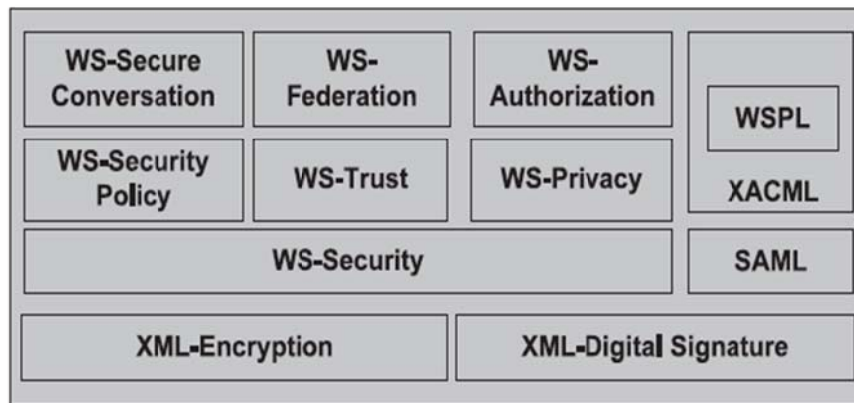 WS-Secure
Conversation
WS-
Federation
WS-
Authorization
WSPL
XACML
WS-Security
Policy
WS-Trust
WS-Privacy
WS-Security
SAML
XML-Encryption
XML-Digital Signature